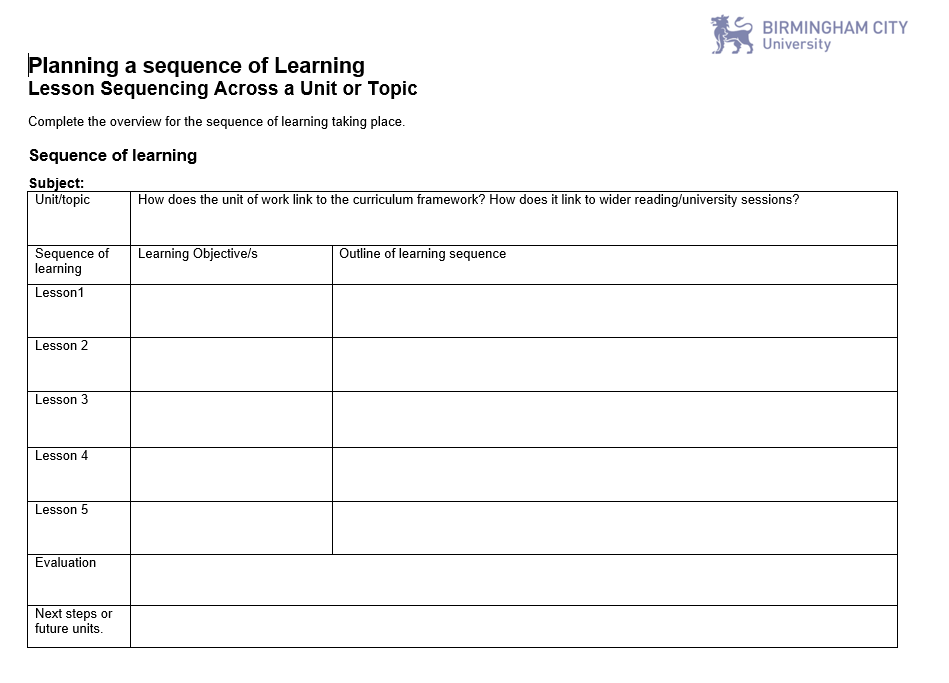 BIRMINGHAM CITY
University
Planning a sequence of Learning
Lesson Sequencing Across a Unit or Topic
Complete the overview for the sequence of learning taking place.
Sequence of learning
Subject:
Unit/topic
How does the unit of work link to the curriculum framework? How does it link to wider reading/university sessions?
Sequence of
learning
Learning Objective/s
Outline of learning sequence
Lesson1
Lesson 2
Lesson 3
Lesson 4
Lesson 5
Evaluation
Next steps or
future units.